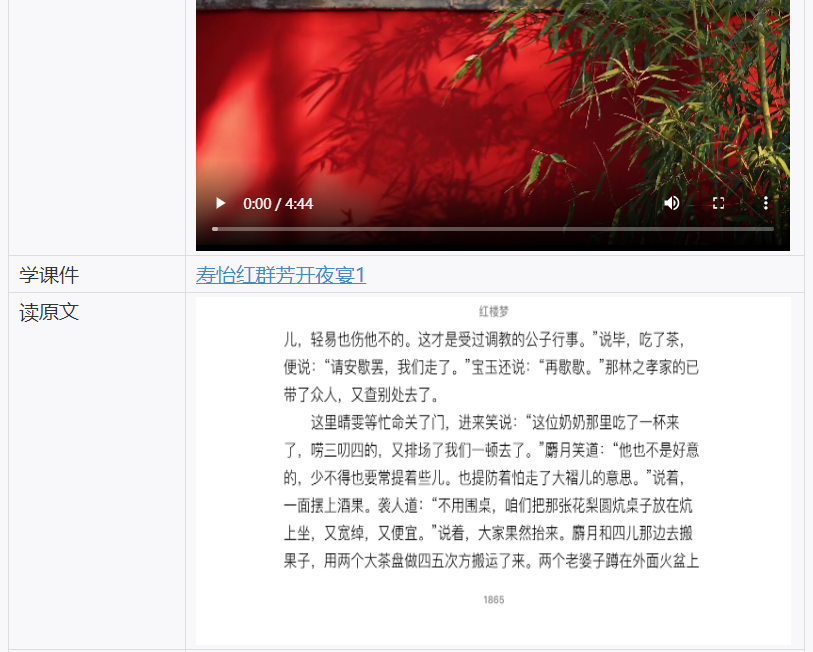 0:00 / 4:44
学课件
寿怡红群芳开夜宴1
读原文
红楼梦
儿，轻易也伤他不的。这才是受过调教的公子行事。”说毕，吃了茶，
便说：“请安歇罢，我们走了。”宝玉还说：“再歇歇。”那林之孝家的已
带了众人，又查别处去了。
这里晴雯等忙命关了门，进来笑说：“这位奶奶那里吃了一杯来
了，唠三叨四的，又排场了我们一顿去了。”麝月笑道：“他也不是好意
的，少不得也要常提着些儿。也提防着怕走了大褶儿的意思。”说着，
一面摆上酒果。袭人道：“不用围桌，咱们把那张花梨圆炕桌子放在炕
上坐，又宽绰，又便宜。”说着，大家果然抬来。麝月和四儿那边去搬
果子，用两个大茶盘做四五次方搬运了来。两个老婆子蹲在外面火盆上
1865